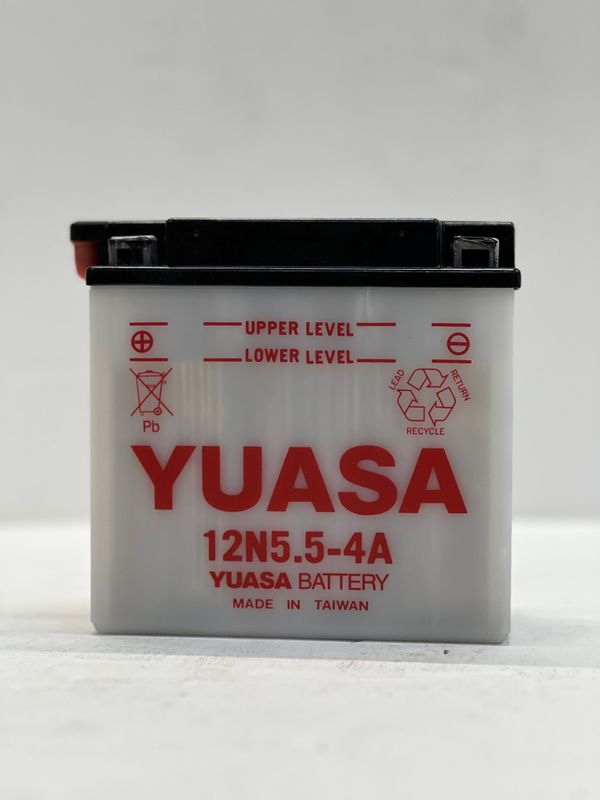 UPPER LEVEL
LOWER LEVEL
Pb
LEAD
RETURN
RECYCLE
YUASA
12N5.5-4A
YUASA BATTERY
MADE IN TAIWAN